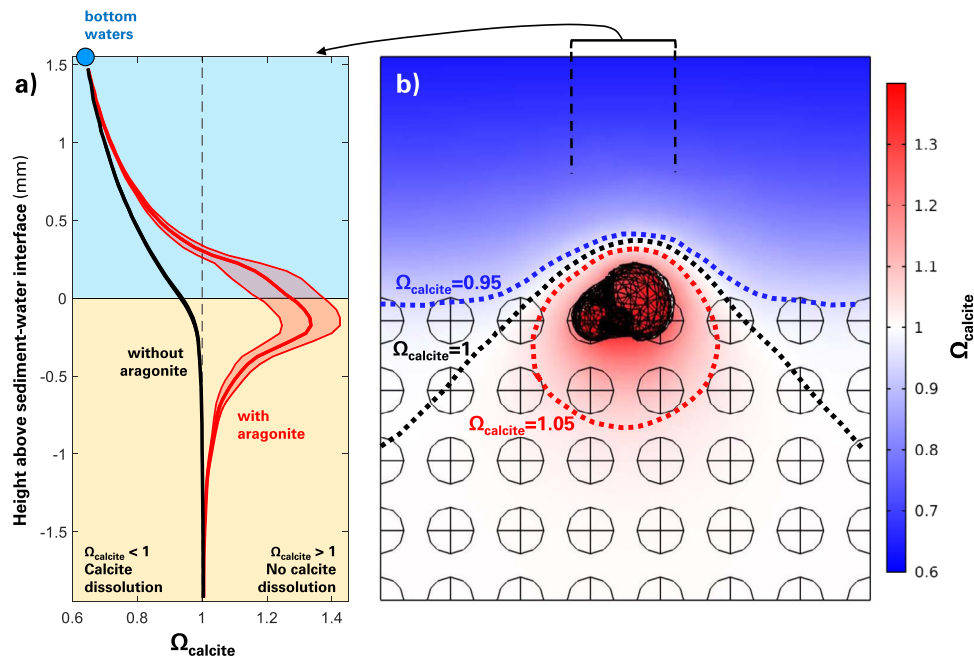 bottom
waters
a)
Height above sediment-water interface (mm)
1.5
1
0.5
0
-0.5
-1
-1.5
without
aragonite
with
aragonite
Ωcalcite < 1
Calcite
dissolution
Ωcalcite > 1
No calcite
dissolution
0.6
0.8
1
1.2
1.4
Ωcalcite
b)
Ωcalcite=0.95
Ωcalcite=1
Ωcalcite=1.05
1.3
1.2
1.1
1
0.9
0.8
0.7
0.6
Ωcalcite